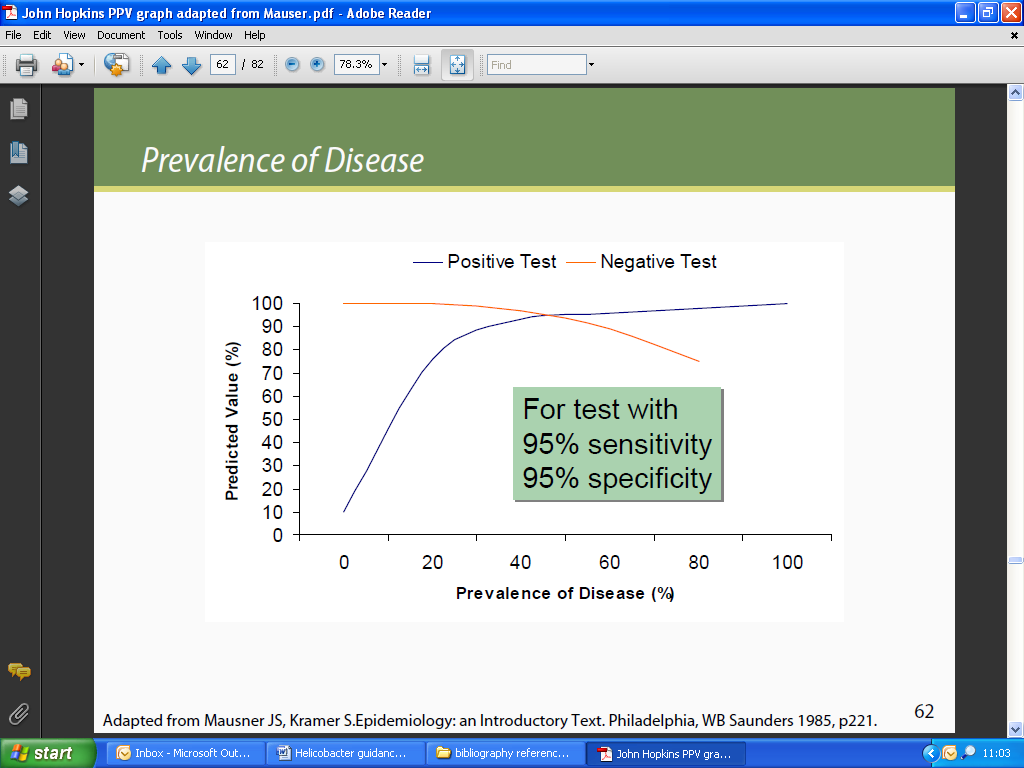 John Hopkins PPV graph adapted from Mauser.pdf - Adobe Reader
File Edit View Document Tools Window Help
62 / 82 78.3% Find
Prevalence of Disease
Positive Test Negative Test
100
90
80
70
60
50
40
30
20
10
0
Predicted Value (%)
For test with
95% sensitivity
95% specificity
0 20 40 60 80 100
Prevalence of Disease (%)
62
Adapted from Mausner JS, Kramer S.Epidemiology: an Introductory Text. Philadelphia, WB Saunders 1985, p221.
start Inbox - Microsoft Out... Helicobacter guidanc... bibliography referenc... John Hopkins PPV gra... 11:03